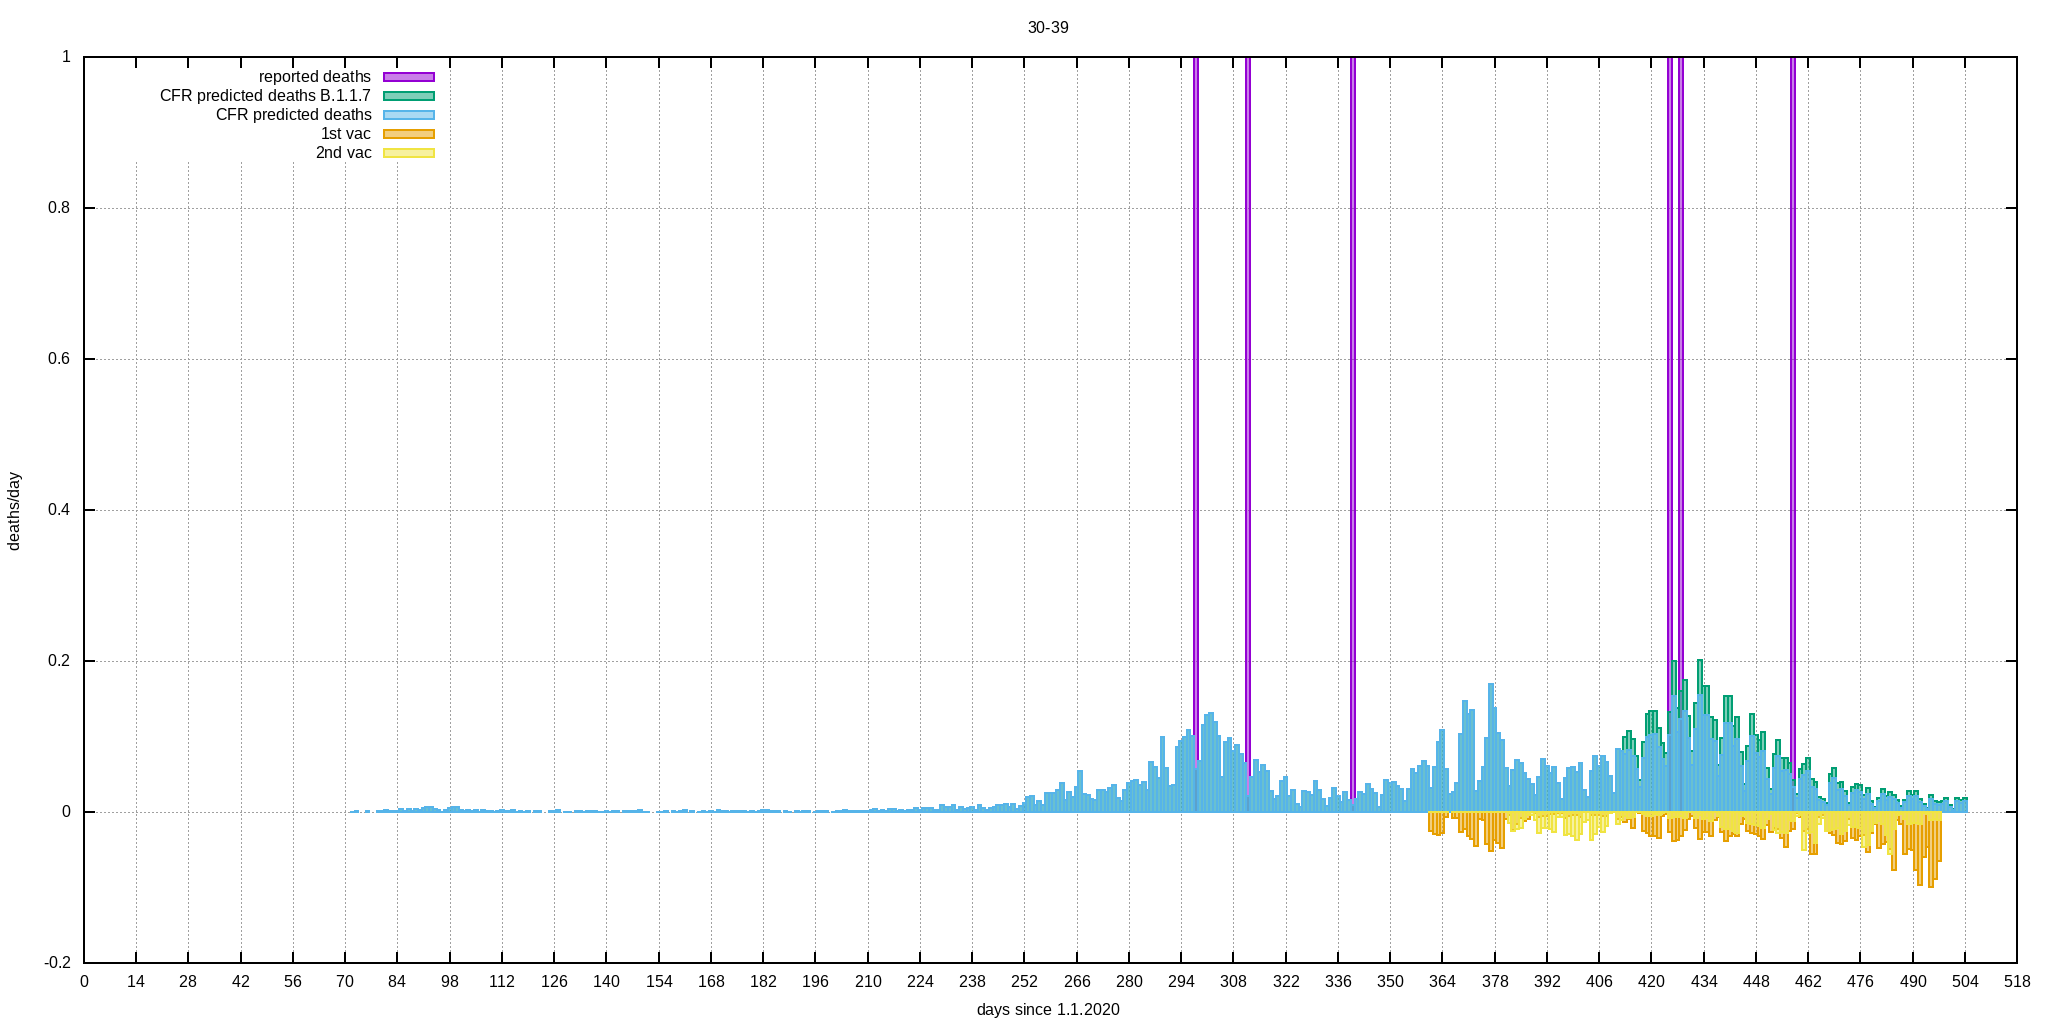 30-39
1
reported deaths
CFR predicted deaths B.1.1.7
CFR predicted deaths
1st vac
2nd vac
0.8
0.6
0.4
0.2
0
-0.2
deaths/day
0 14 28 42 56 70 84 98 112 126 140 154 168 182 196 210 224 238 252 266 280 294 308 322 336 350 364 378 392 406 420 434 448 462 476 490 504 518
days since 1.1.2020